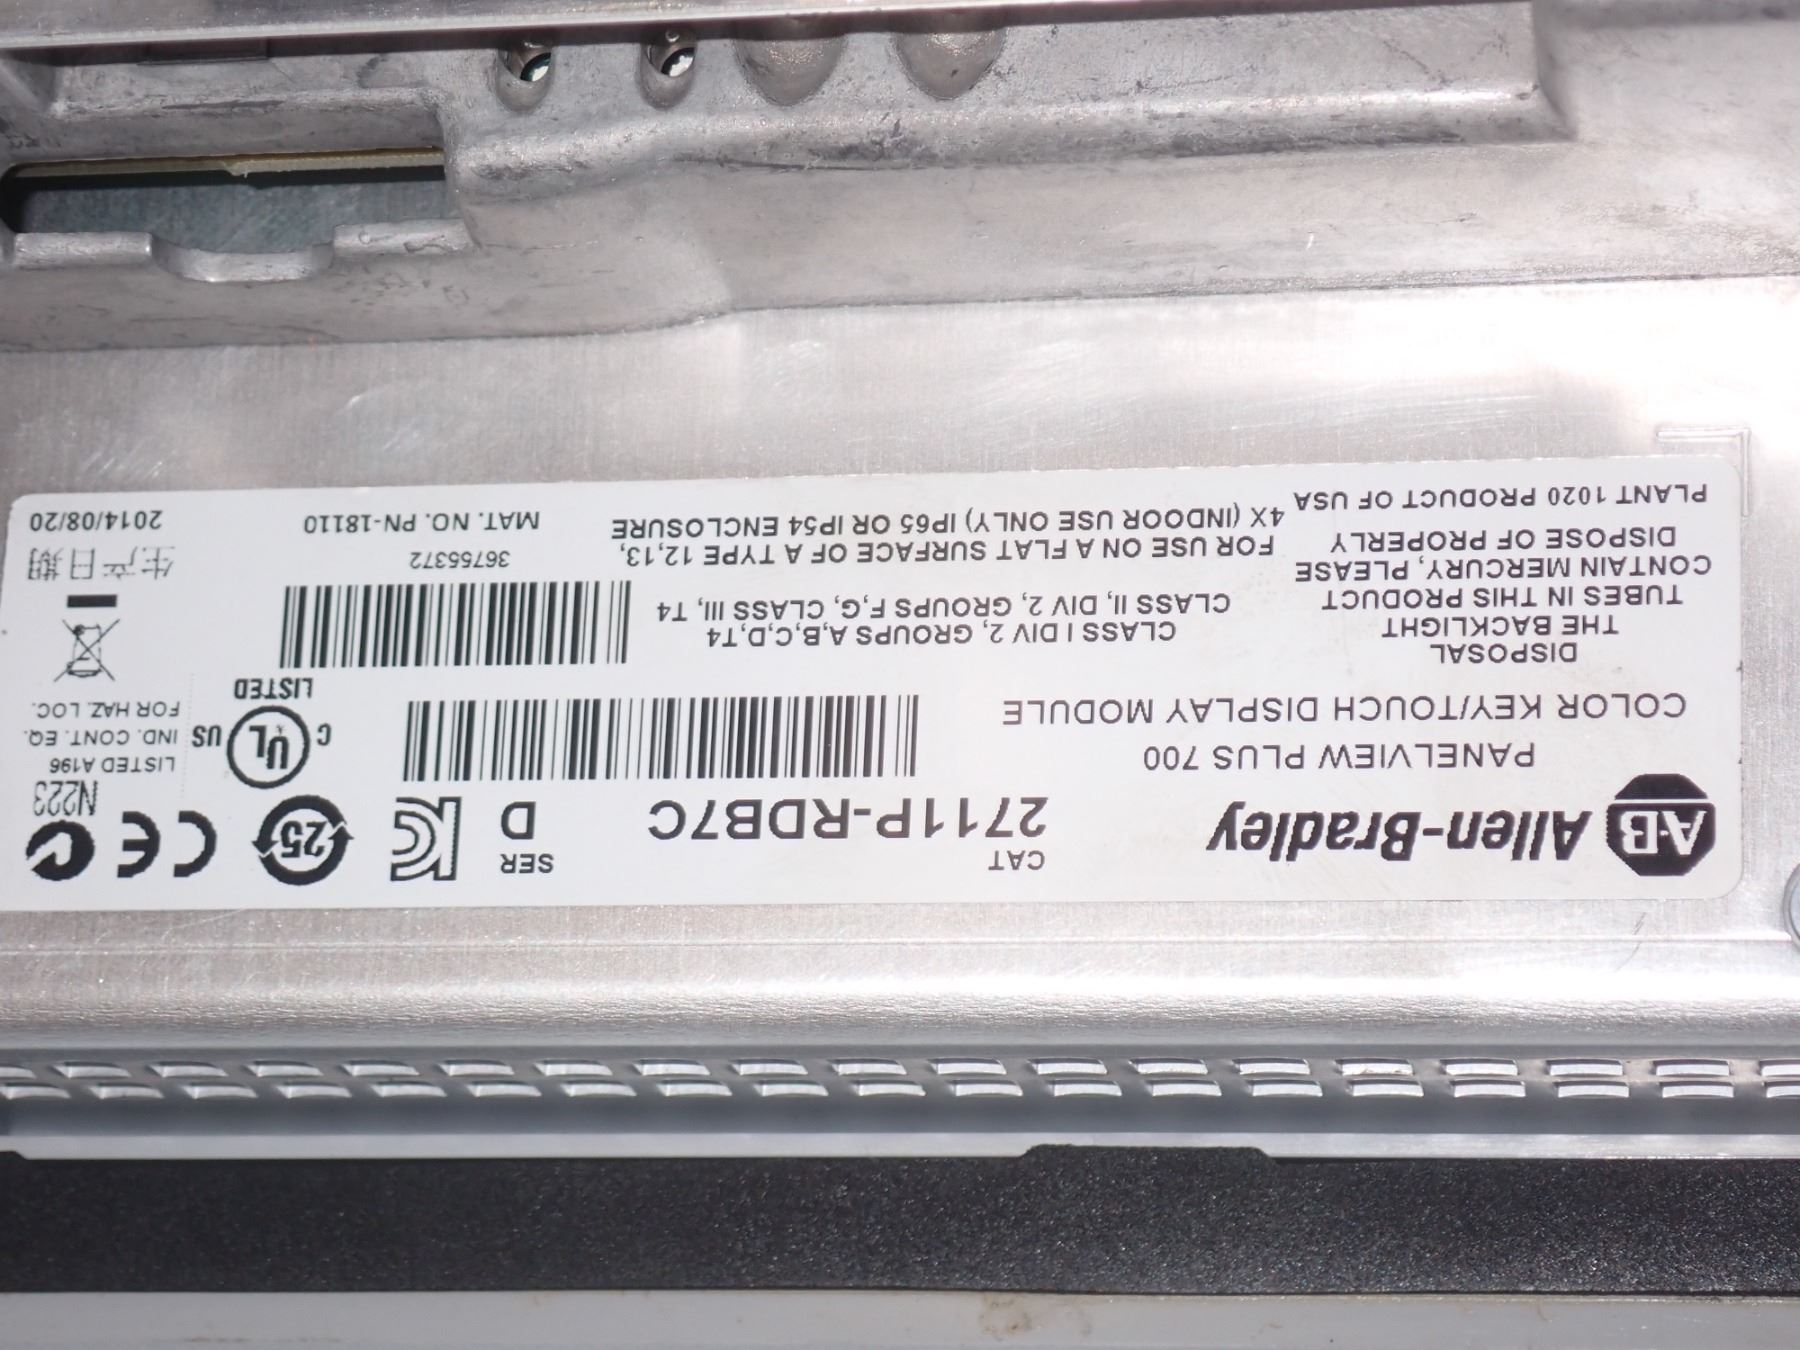 A-B
Allen-Bradley
PANELVIEW PLUS 700
COLOR KEY/TOUCH DISPLAY MODULE
DISPOSAL
THE BACKLIGHT
TUBES IN THIS PRODUCT
CONTAIN MERCURY, PLEASE
DISPOSE OF PROPERLY
PLANT 1020 PRODUCT OF USA
CAT
2711P-RDB7C
SER
D
CLASS I DIV 2, GROUPS A,B,C,D,T4
CLASS II, DIV 2, GROUPS F,G, CLASS III, T4
FOR USE ON A FLAT SURFACE OF A TYPE 12,13,
4X (INDOOR USE ONLY) IP65 OR IP54 ENCLOSURE
36755372
MAT. NO. PN-18110
25
CE
N223
C UL US
LISTED
LISTED A196
IND. CONT. EQ.
FOR HAZ. LOC.
生产日期
2014/08/20